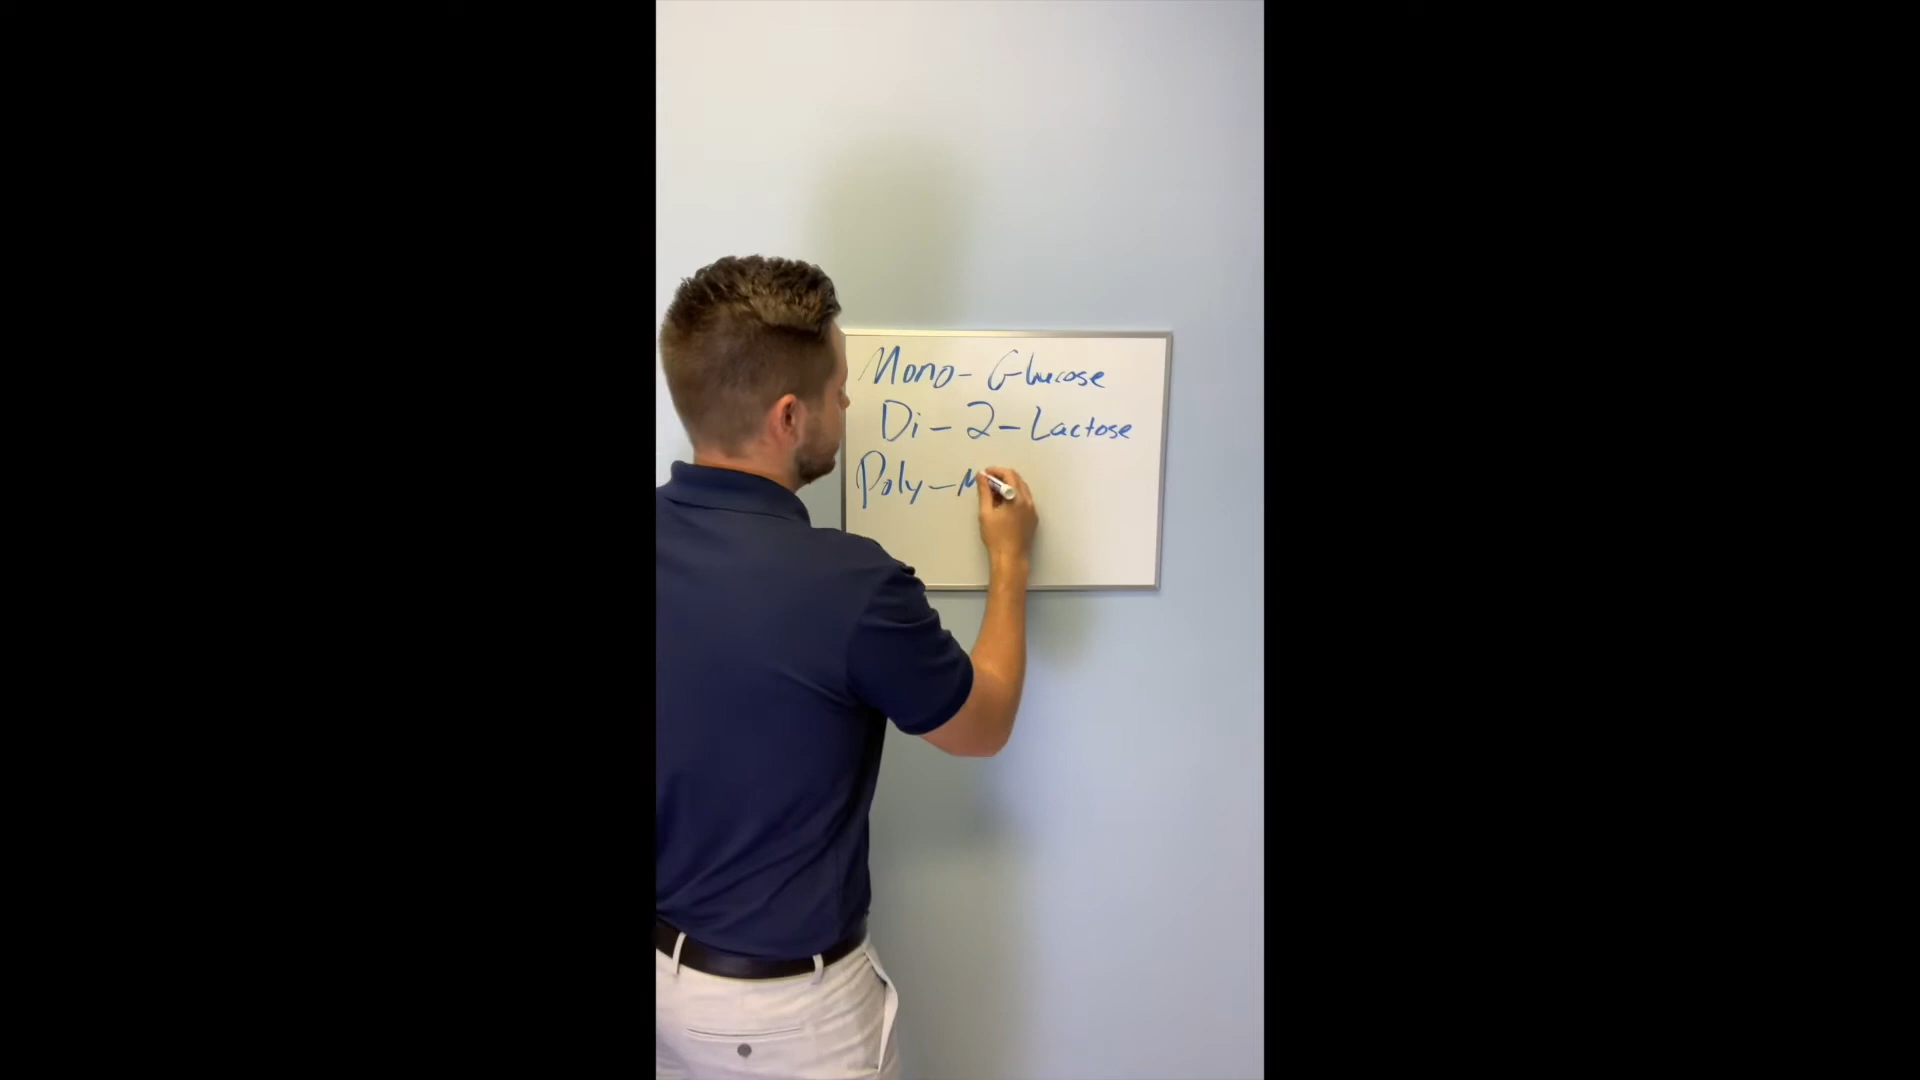 Mono- Glucose
Di - 2 - Lactose
Poly - M